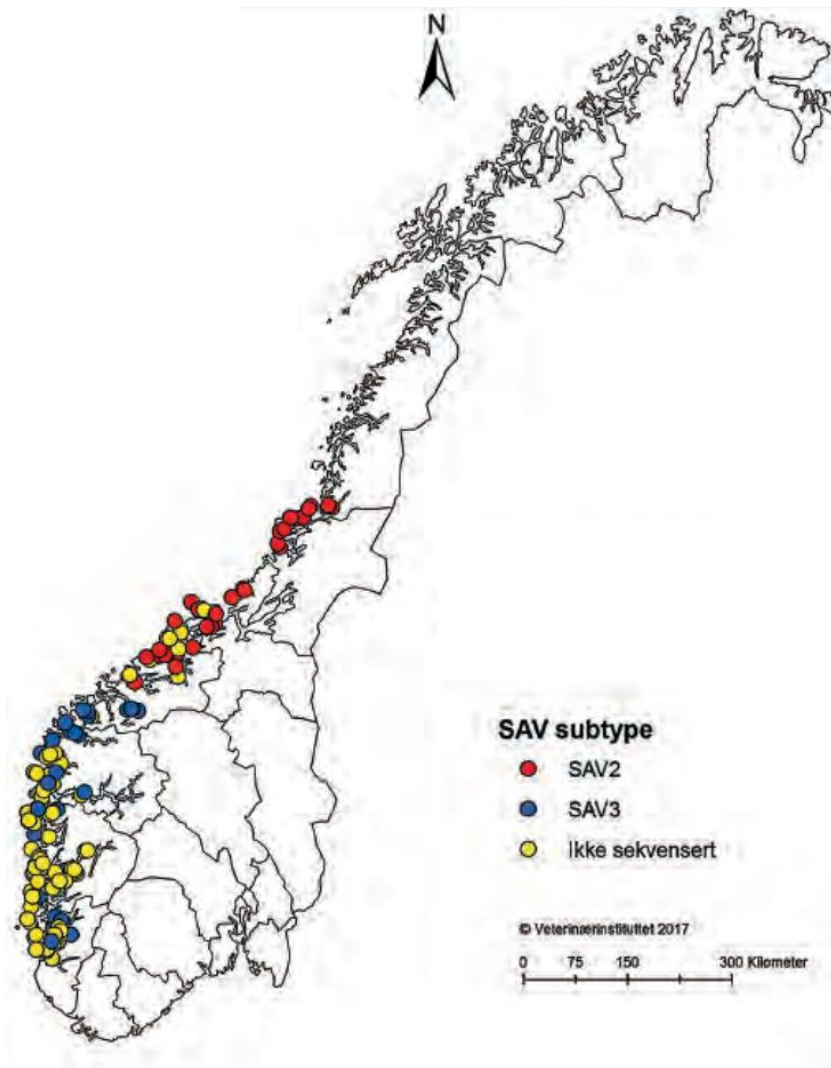 N
SAV subtype
SAV2
SAV3
Ikke sekvensert
© Veterinærinstituttet 2017
0 75 150 300 Kilometer